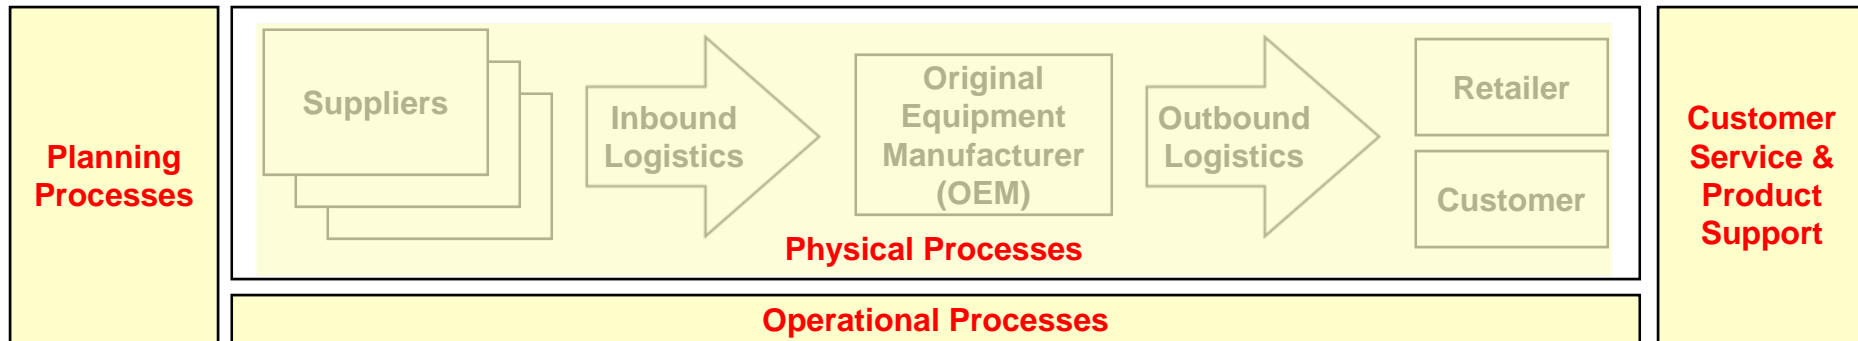 Planning
Processes
Suppliers
Inbound
Logistics
Original
Equipment
Manufacturer
(OEM)
Outbound
Logistics
Retailer
Customer
Physical Processes
Operational Processes
Customer
Service &
Product
Support